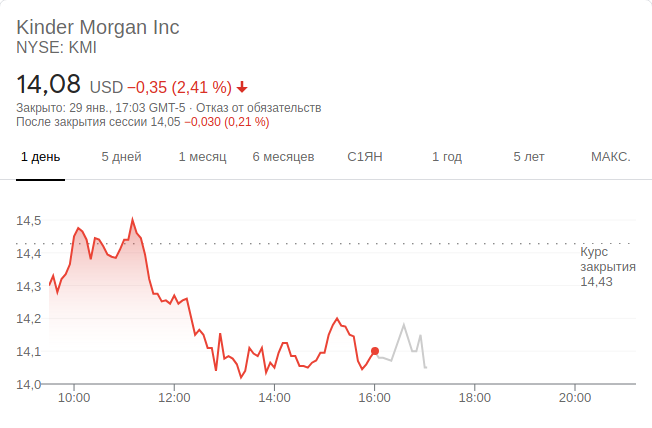 Kinder Morgan Inc
NYSE: KMI
14,08 USD −0,35 (2,41 %)
Закрыто: 29 янв., 17:03 GMT-5 · Отказ от обязательств
После закрытия сессии 14,05 −0,030 (0,21 %)
1 день 5 дней 1 месяц 6 месяцев С1ЯН 1 год 5 лет МАКС.
14,5
14,4
14,3
14,2
14,1
14,0
Курс
закрытия
14,43
10:00 12:00 14:00 16:00 18:00 20:00